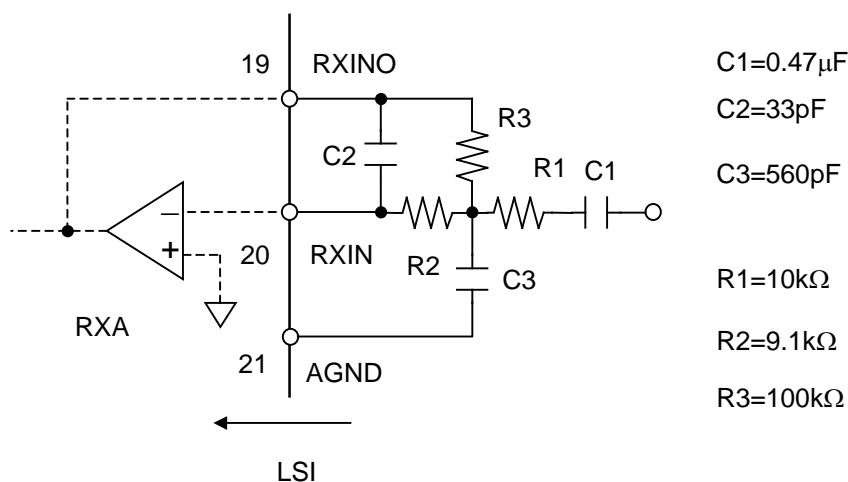 19
RXINO
C1=0.47μF
R3
C2=33pF
C2
R1
C1
C3=560pF
−
+
20
RXIN
R2
C3
R1=10kΩ
RXA
R2=9.1kΩ
21
AGND
R3=100kΩ
LSI